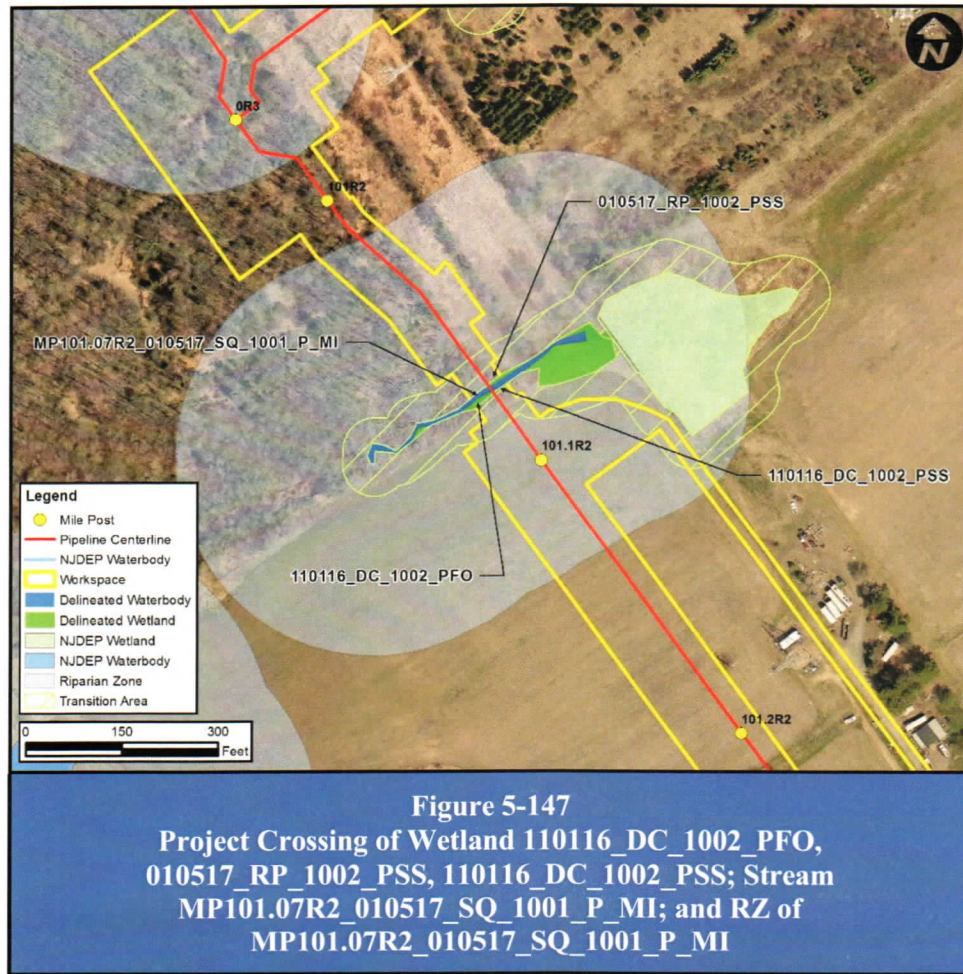 N
0R3
101R2
010517_RP_1002_PSS
MP101.07R2_010517_SQ_1001_P_MI
101.1R2
110116_DC_1002_PSS
110116_DC_1002_PFO
101.2R2
Legend
Mile Post
Pipeline Centerline
NJDEP Waterbody
Workspace
Delineated Waterbody
Delineated Wetland
NJDEP Wetland
NJDEP Waterbody
Riparian Zone
Transition Area
0 150 300
Feet
Figure 5-147
Project Crossing of Wetland 110116_DC_1002_PFO,
010517_RP_1002_PSS, 110116_DC_1002_PSS; Stream
MP101.07R2_010517_SQ_1001_P_MI; and RZ of
MP101.07R2_010517_SQ_1001_P_MI